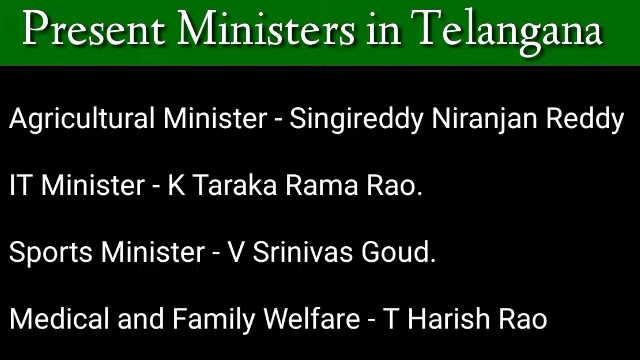 Present Ministers in Telangana
Agricultural Minister - Singireddy Niranjan Reddy
IT Minister - K Taraka Rama Rao.
Sports Minister - V Srinivas Goud.
Medical and Family Welfare - T Harish Rao